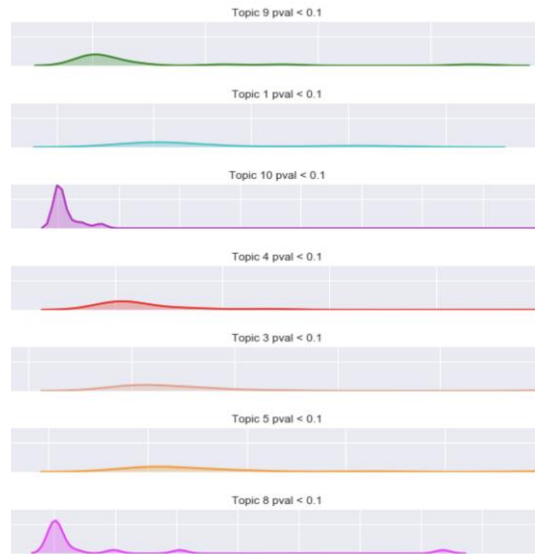 Topic 9 pval < 0.1
Topic 1 pval < 0.1
Topic 10 pval < 0.1
Topic 4 pval < 0.1
Topic 3 pval < 0.1
Topic 5 pval < 0.1
Topic 8 pval < 0.1